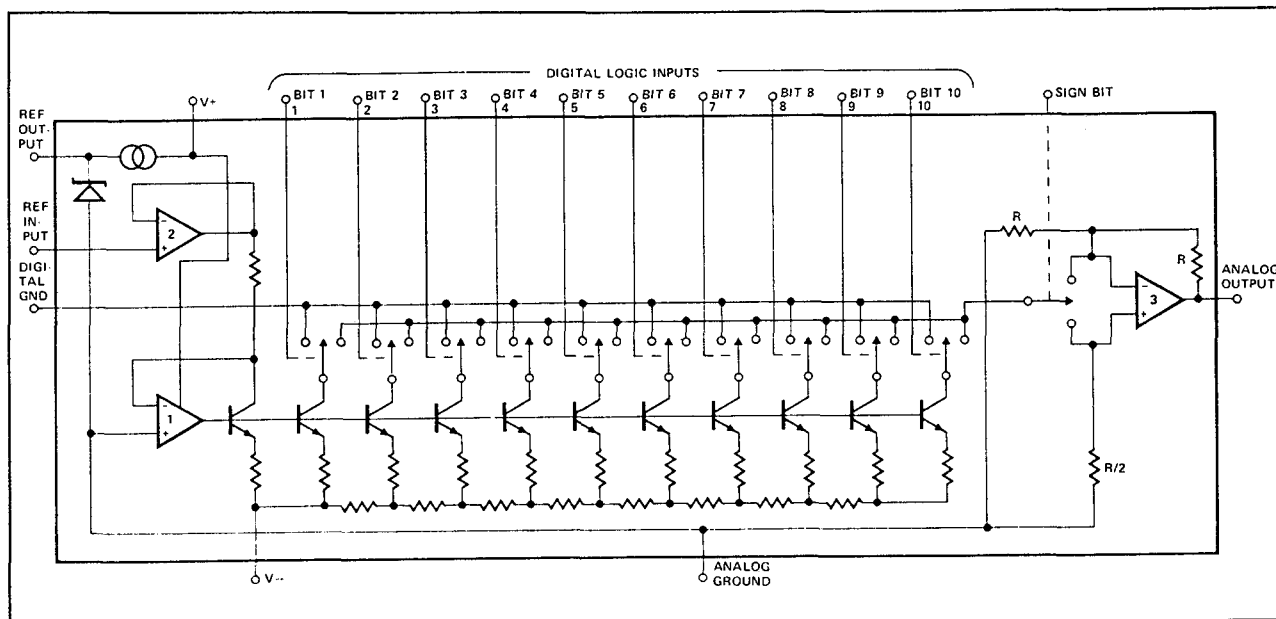 DIGITAL LOGIC INPUTS
BIT 1
1
BIT 2
2
BIT 3
3
BIT 4
4
BIT 5
5
BIT 6
6
BIT 7
7
BIT 8
8
BIT 9
9
BIT 10
10
SIGN BIT
V+
REF
OUT-
PUT
REF
IN-
PUT
DIGI-
TAL
GND
-
2
+
-
1
+
R
R
-
3
+
ANALOG
OUTPUT
R/2
V-
ANALOG
GROUND